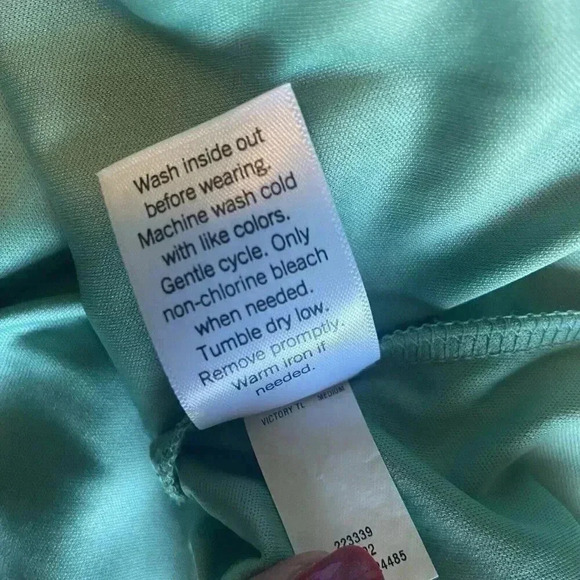 Wash inside out
before wearing.
Machine wash cold
with like colors.
Gentle cycle. Only
non-chlorine bleach
when needed.
Tumble dry low.
Remove promptly.
Warm iron if
needed.
VICTORY TL MEDIUM
223339